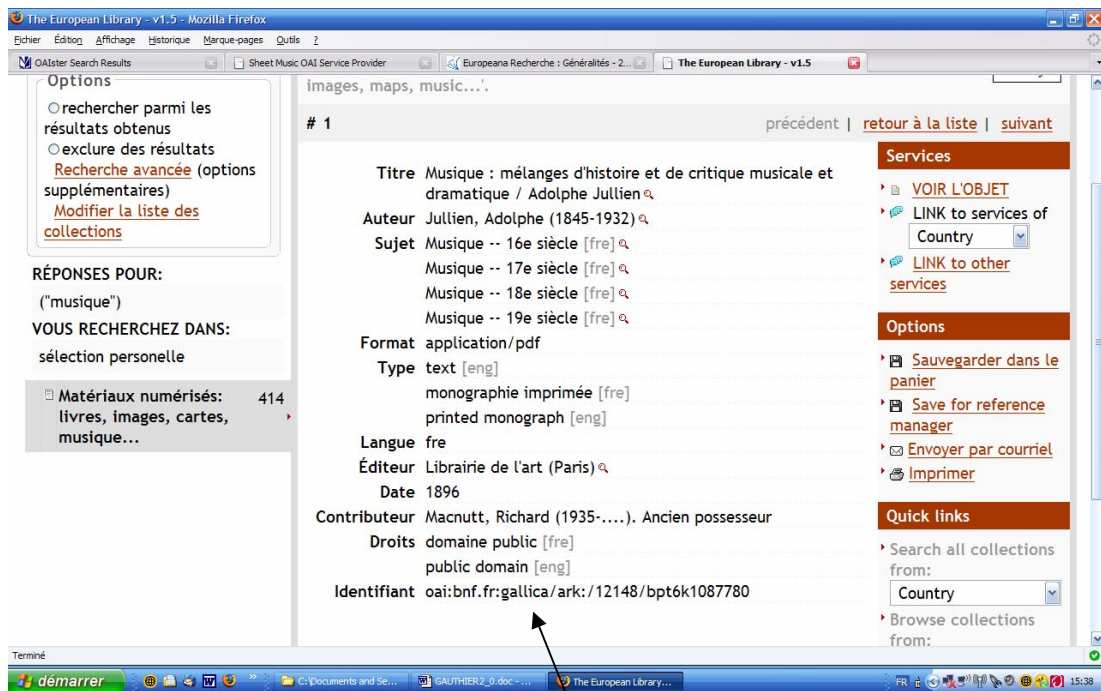 The European Library - v1.5 - Mozilla Firefox
Fichier Édition Affichage Historique Marque-pages Outils ?
OAIster Search Results
Sheet Music OAI Service Provider
Europeana Recherche : Généralités - 2...
The European Library - v1.5
Options
rechercher parmi les
résultats obtenus
exclure des résultats
Recherche avancée (options
supplémentaires)
Modifier la liste des
collections
RÉPONSES POUR:
("musique")
VOUS RECHERCHEZ DANS:
sélection personelle
Matériaux numérisés: 414
livres, images, cartes,
musique...
images, maps, music...'.
# 1 précédent | retour à la liste | suivant
Titre Musique : mélanges d'histoire et de critique musicale et
dramatique / Adolphe Jullien
Auteur Jullien, Adolphe (1845-1932)
Sujet Musique -- 16e siècle [fre]
Musique -- 17e siècle [fre]
Musique -- 18e siècle [fre]
Musique -- 19e siècle [fre]
Format application/pdf
Type text [eng]
monographie imprimée [fre]
printed monograph [eng]
Langue fre
Éditeur Librairie de l'art (Paris)
Date 1896
Contributeur Macnutt, Richard (1935-....). Ancien possesseur
Droits domaine public [fre]
public domain [eng]
Identifiant oai:bnf.fr:gallica/ark:/12148/bpt6k1087780
Services
VOIR L'OBJET
LINK to services of
Country
LINK to other
services
Options
Sauvegarder dans le
panier
Save for reference
manager
Envoyer par courriel
Imprimer
Quick links
Search all collections
from:
Country
Browse collections
from:
Terminé
démarrer
C:\Documents and Se...
GAUTHIER2_0.doc - ...
The European Library...
FR
15:38